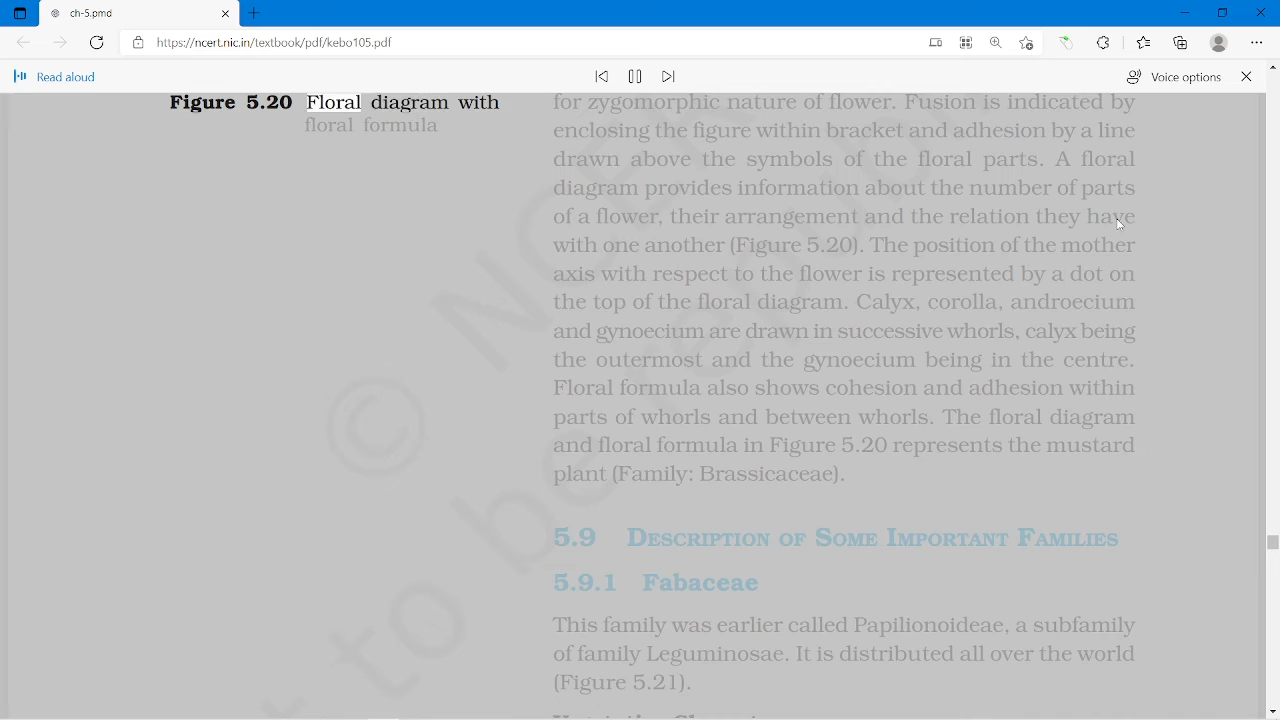 ch-5.pmd
https://ncert.nic.in/textbook/pdf/kebo105.pdf
Read aloud
Voice options
Figure 5.20 Floral diagram with
floral formula
for zygomorphic nature of flower. Fusion is indicated by
enclosing the figure within bracket and adhesion by a line
drawn above the symbols of the floral parts. A floral
diagram provides information about the number of parts
of a flower, their arrangement and the relation they have
with one another (Figure 5.20). The position of the mother
axis with respect to the flower is represented by a dot on
the top of the floral diagram. Calyx, corolla, androecium
and gynoecium are drawn in successive whorls, calyx being
the outermost and the gynoecium being in the centre.
Floral formula also shows cohesion and adhesion within
parts of whorls and between whorls. The floral diagram
and floral formula in Figure 5.20 represents the mustard
plant (Family: Brassicaceae).
5.9 Description of Some Important Families
5.9.1 Fabaceae
This family was earlier called Papilionoideae, a subfamily
of family Leguminosae. It is distributed all over the world
(Figure 5.21).
© NCE
to be repu